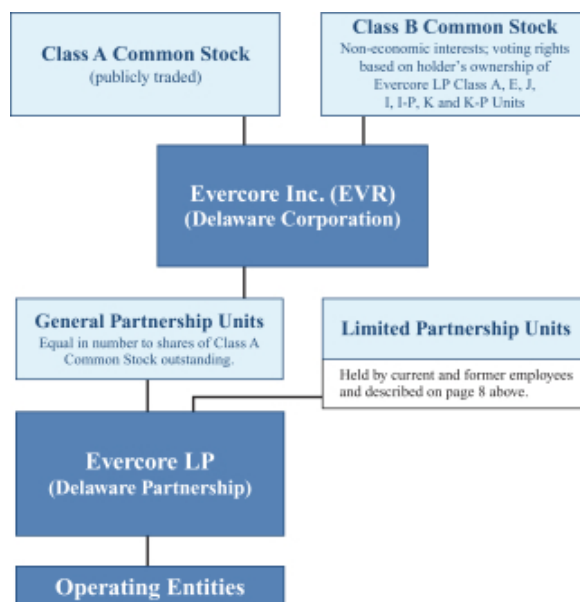 Class A Common Stock
(publicly traded)
Class B Common Stock
Non-economic interests; voting rights
based on holder's ownership of
Evercore LP Class A, E, J,
I, I-P, K and K-P Units
Evercore Inc. (EVR)
(Delaware Corporation)
General Partnership Units
Equal in number to shares of Class A
Common Stock outstanding.
Limited Partnership Units
Held by current and former employees
and described on page 8 above.
Evercore LP
(Delaware Partnership)
Operating Entities